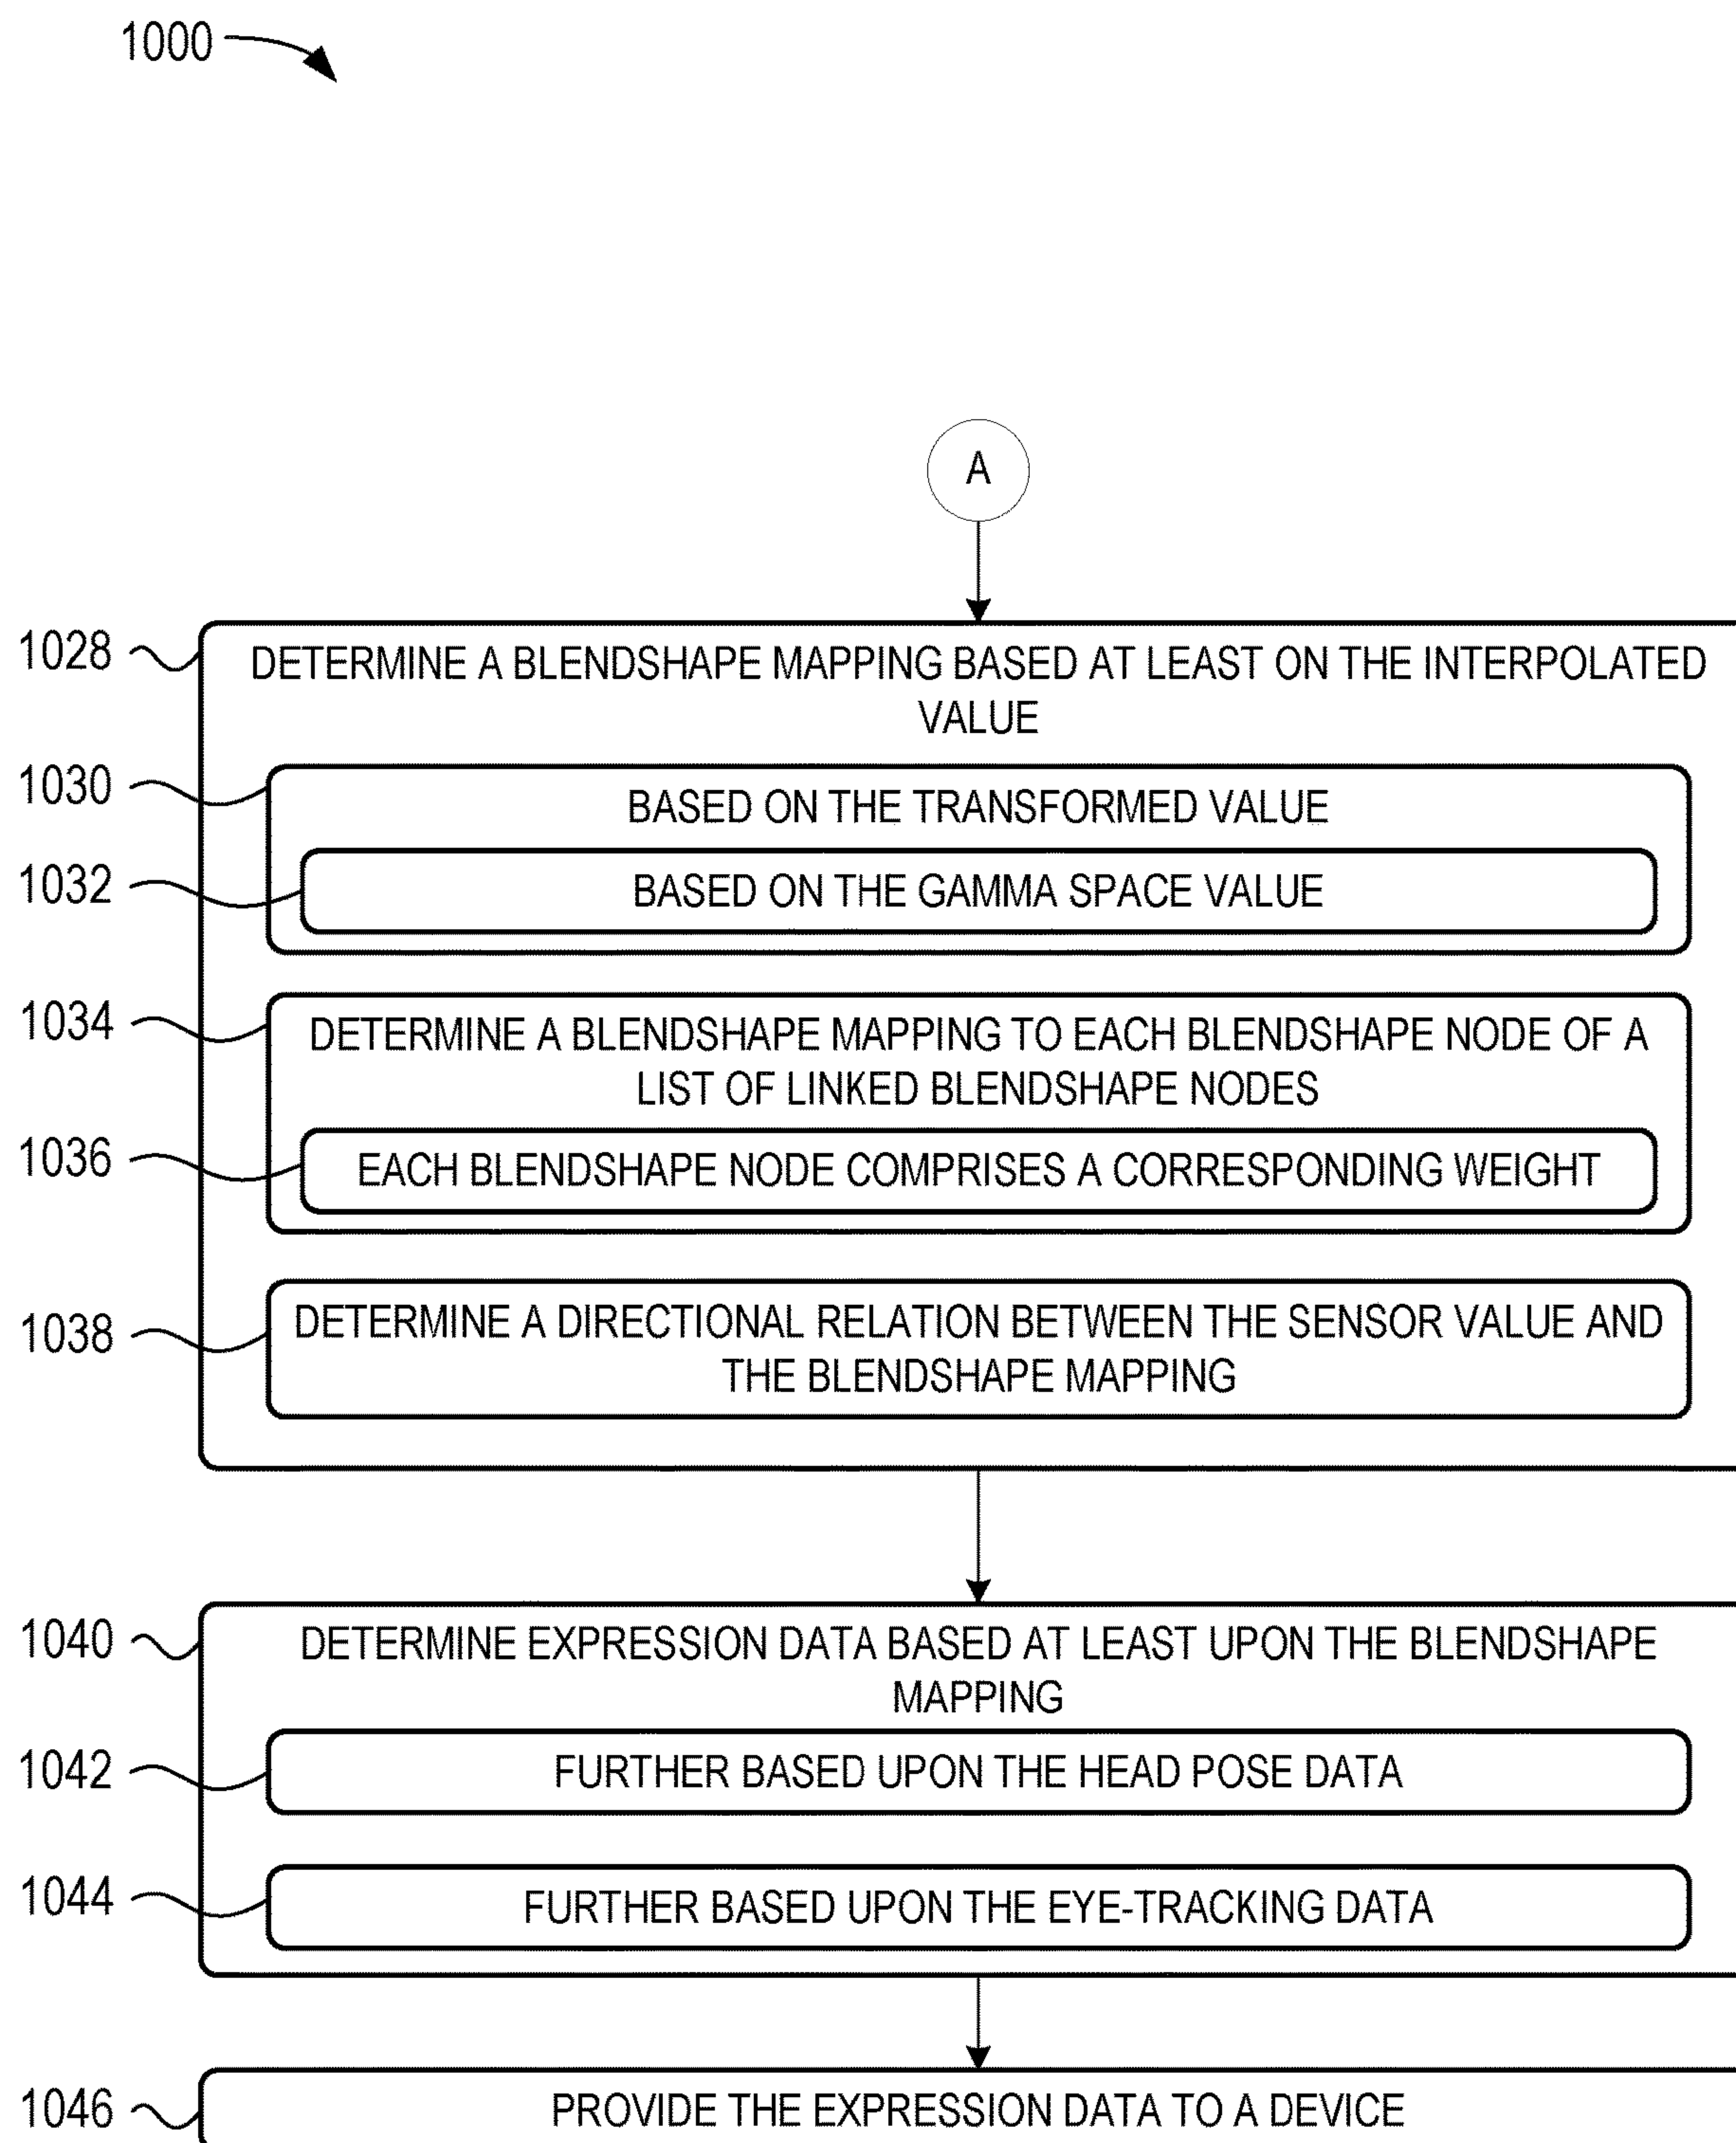 1000
A
1028
DETERMINE A BLENDSHAPE MAPPING BASED AT LEAST ON THE INTERPOLATED
VALUE
1030
BASED ON THE TRANSFORMED VALUE
1032
BASED ON THE GAMMA SPACE VALUE
1034
DETERMINE A BLENDSHAPE MAPPING TO EACH BLENDSHAPE NODE OF A
LIST OF LINKED BLENDSHAPE NODES
1036
EACH BLENDSHAPE NODE COMPRISES A CORRESPONDING WEIGHT
1038
DETERMINE A DIRECTIONAL RELATION BETWEEN THE SENSOR VALUE AND
THE BLENDSHAPE MAPPING
1040
DETERMINE EXPRESSION DATA BASED AT LEAST UPON THE BLENDSHAPE
MAPPING
1042
FURTHER BASED UPON THE HEAD POSE DATA
1044
FURTHER BASED UPON THE EYE-TRACKING DATA
1046
PROVIDE THE EXPRESSION DATA TO A DEVICE